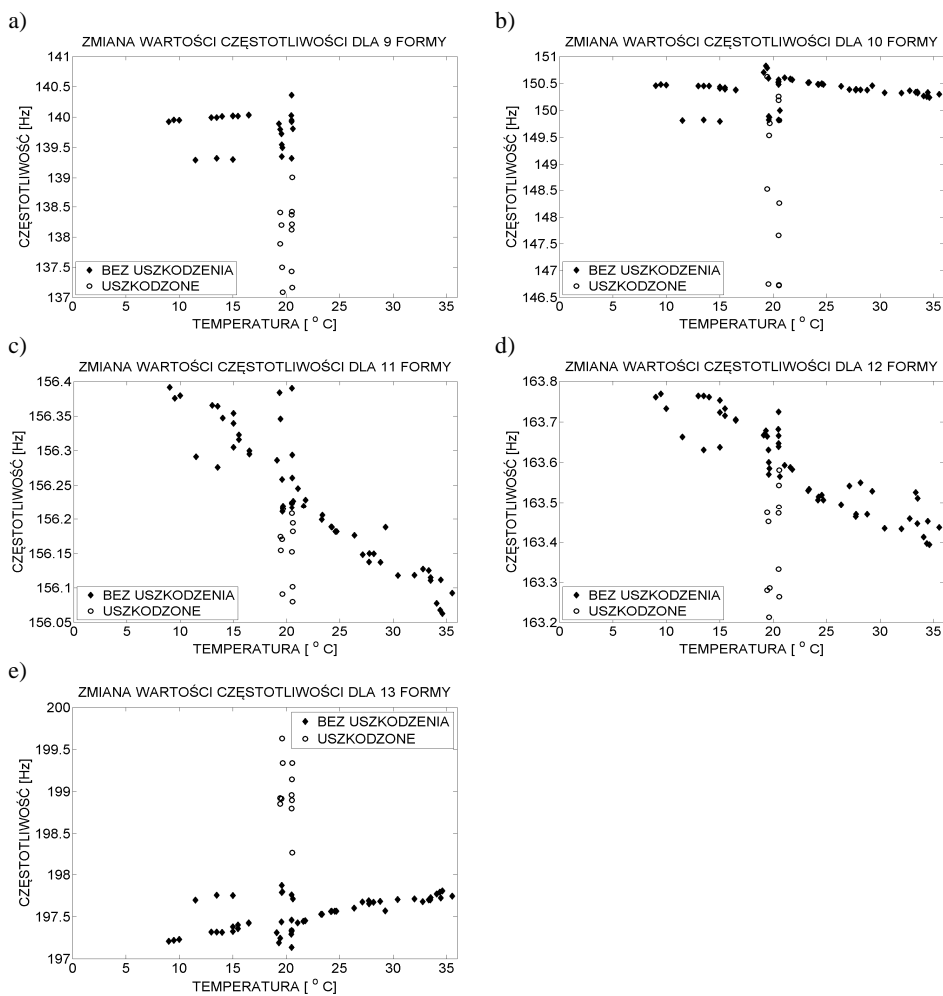 a)
ZMIANA WARTOŚCI CZĘSTOTLIWOŚCI DLA 9 FORMY
141
140.5
140
139.5
139
138.5
138
137.5
137
CZĘSTOTLIWOŚĆ [Hz]
BEZ USZKODZENIA
USZKODZONE
0 5 10 15 20 25 30 35
TEMPERATURA [ ° C]
b)
ZMIANA WARTOŚCI CZĘSTOTLIWOŚCI DLA 10 FORMY
151
150.5
150
149.5
149
148.5
148
147.5
147
146.5
CZĘSTOTLIWOŚĆ [Hz]
BEZ USZKODZENIA
USZKODZONE
0 5 10 15 20 25 30 35
TEMPERATURA [ ° C]
c)
ZMIANA WARTOŚCI CZĘSTOTLIWOŚCI DLA 11 FORMY
156.4
156.35
156.3
156.25
156.2
156.15
156.1
156.05
CZĘSTOTLIWOŚĆ [Hz]
BEZ USZKODZENIA
USZKODZONE
0 5 10 15 20 25 30 35
TEMPERATURA [ ° C]
d)
ZMIANA WARTOŚCI CZĘSTOTLIWOŚCI DLA 12 FORMY
163.8
163.7
163.6
163.5
163.4
163.3
163.2
CZĘSTOTLIWOŚĆ [Hz]
BEZ USZKODZENIA
USZKODZONE
0 5 10 15 20 25 30 35
TEMPERATURA [ ° C]
e)
ZMIANA WARTOŚCI CZĘSTOTLIWOŚCI DLA 13 FORMY
200
199.5
199
198.5
198
197.5
197
CZĘSTOTLIWOŚĆ [Hz]
BEZ USZKODZENIA
USZKODZONE
0 5 10 15 20 25 30 35
TEMPERATURA [ ° C]